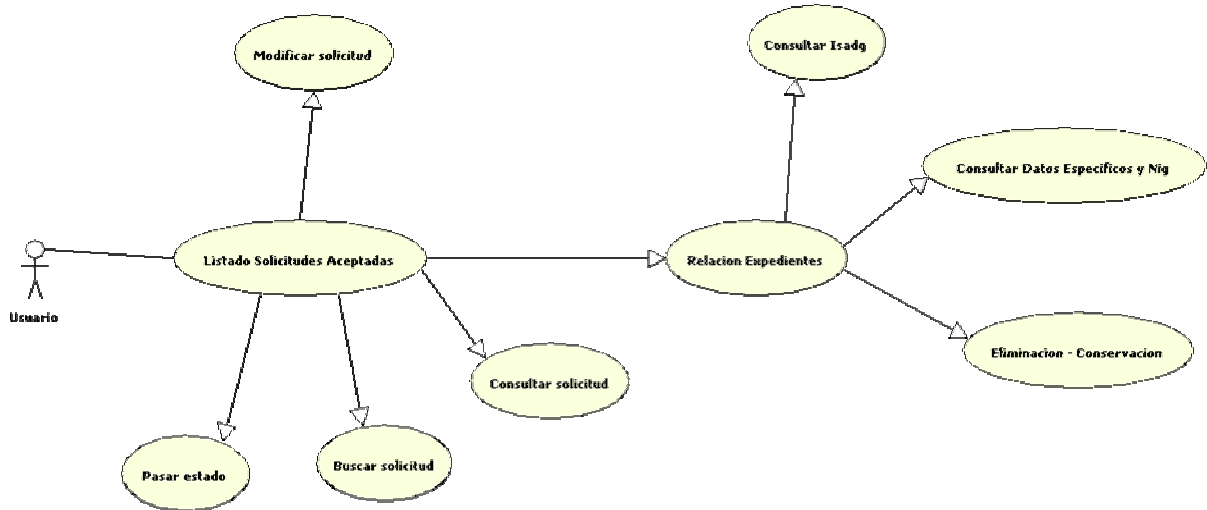 Modificar solicitud
Consultar Isadg
Consultar Datos Especificos y Nig
Listado Solicitudes Aceptadas
Relacion Expedientes
Usuario
Eliminacion - Conservacion
Consultar solicitud
Buscar solicitud
Pasar estado